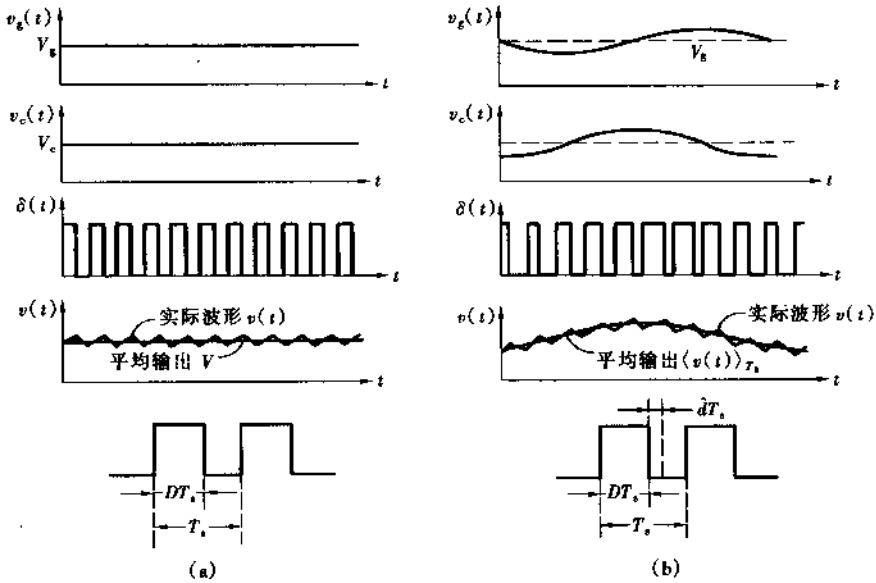 v_g(t)
V_g
t
v_c(t)
V_c
t
δ(t)
t
v(t)
实际波形 v(t)
平均输出 V
t
DT_s
T_s
(a)
v_g(t)
V_g
t
v_c(t)
t
δ(t)
t
v(t)
实际波形 v(t)
平均输出⟨v(t)⟩_{T_s}
t
d̂T_s
DT_s
T_s
(b)